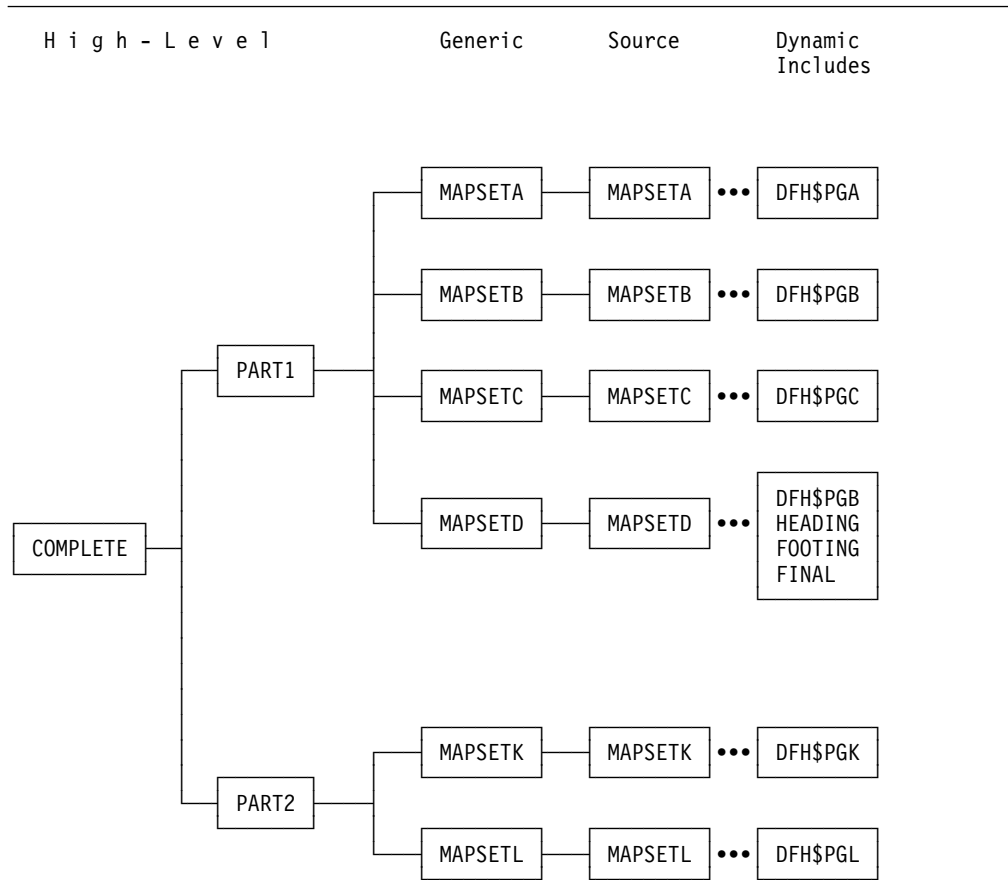 H i g h - L e v e l Generic Source Dynamic
Includes
MAPSETA MAPSETA ••• DFH$PGA
MAPSETB MAPSETB ••• DFH$PGB
PART1
MAPSETC MAPSETC ••• DFH$PGC
DFH$PGB
MAPSETD MAPSETD ••• HEADING
COMPLETE FOOTING
FINAL
MAPSETK MAPSETK ••• DFH$PGK
PART2
MAPSETL MAPSETL ••• DFH$PGL